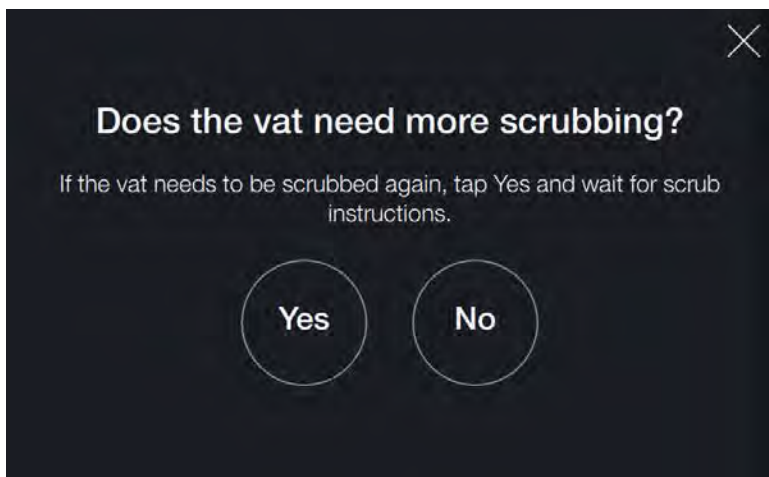 Does the vat need more scrubbing?
If the vat needs to be scrubbed again, tap Yes and wait for scrub
instructions.
Yes
No